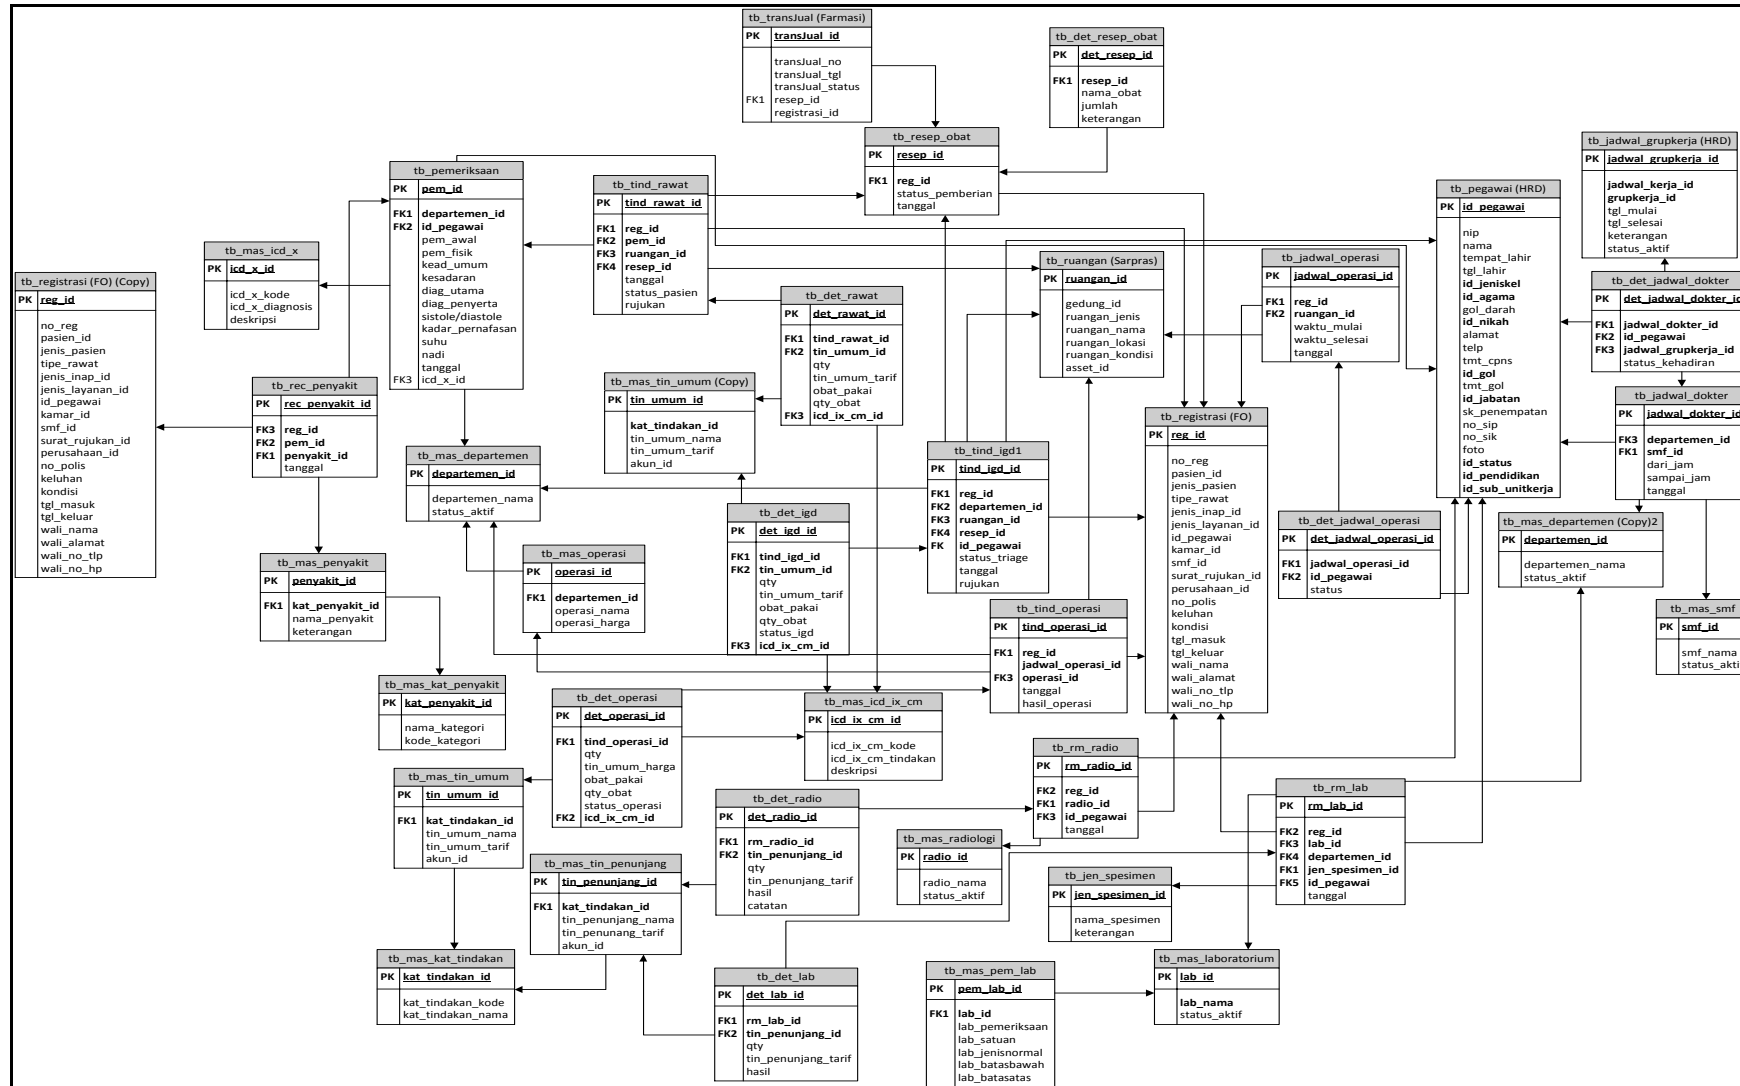 tb_transJual (Farmasi)
PK transJual_id
transJual_no
transJual_tgl
transJual_status
FK1 resep_id
registrasi_id
tb_det_resep_obat
PK det_resep_id
FK1 resep_id
nama_obat
jumlah
keterangan
tb_resep_obat
PK resep_id
FK1 reg_id
status_pemberian
tanggal
tb_jadwal_grupkerja (HRD)
PK jadwal_grupkerja_id
jadwal_kerja_id
grupkerja_id
tgl_mulai
tgl_selesai
keterangan
status_aktif
tb_pemeriksaan
PK pem_id
FK1 departemen_id
FK2 id_pegawai
pem_awal
pem_fisik
kead_umum
kesadaran
diag_utama
diag_penyerta
sistole/diastole
kadar_pernafasan
suhu
nadi
tanggal
FK3 icd_x_id
tb_tind_rawat
PK tind_rawat_id
FK1 reg_id
FK2 pem_id
FK3 ruangan_id
FK4 resep_id
tanggal
status_pasien
rujukan
tb_pegawai (HRD)
PK id_pegawai
nip
nama
tempat_lahir
tgl_lahir
id_jeniskel
id_agama
gol_darah
id_nikah
alamat
telp
tmt_cpns
id_gol
tmt_gol
id_jabatan
sk_penempatan
no_sip
no_sik
foto
id_status
id_pendidikan
id_sub_unitkerja
tb_mas_icd_x
PK icd_x_id
icd_x_kode
icd_x_diagnosis
deskripsi
tb_ruangan (Sarpras)
PK ruangan_id
gedung_id
ruangan_jenis
ruangan_nama
ruangan_lokasi
ruangan_kondisi
asset_id
tb_jadwal_operasi
PK jadwal_operasi_id
FK1 reg_id
FK2 ruangan_id
waktu_mulai
waktu_selesai
tanggal
tb_registrasi (FO) (Copy)
PK reg_id
no_reg
pasien_id
jenis_pasien
tipe_rawat
jenis_inap_id
jenis_layanan_id
id_pegawai
kamar_id
smf_id
surat_rujukan_id
perusahaan_id
no_polis
keluhan
kondisi
tgl_masuk
tgl_keluar
wali_nama
wali_alamat
wali_no_tlp
wali_no_hp
tb_det_jadwal_dokter
PK det_jadwal_dokter_id
FK1 jadwal_dokter_id
FK2 id_pegawai
FK3 jadwal_grupkerja_id
status_kehadiran
tb_det_rawat
PK det_rawat_id
FK1 tind_rawat_id
FK2 tin_umum_id
qty
tin_umum_tarif
obat_pakai
qty_obat
FK3 icd_ix_cm_id
tb_rec_penyakit
PK rec_penyakit_id
FK3 reg_id
FK2 pem_id
FK1 penyakit_id
tanggal
tb_mas_tin_umum (Copy)
PK tin_umum_id
kat_tindakan_id
tin_umum_nama
tin_umum_tarif
akun_id
tb_jadwal_dokter
PK jadwal_dokter_id
FK3 departemen_id
FK1 smf_id
dari_jam
sampai_jam
tanggal
tb_registrasi (FO)
PK reg_id
no_reg
pasien_id
jenis_pasien
tipe_rawat
jenis_inap_id
jenis_layanan_id
id_pegawai
kamar_id
smf_id
surat_rujukan_id
perusahaan_id
no_polis
keluhan
kondisi
tgl_masuk
tgl_keluar
wali_nama
wali_alamat
wali_no_tlp
wali_no_hp
tb_mas_departemen
PK departemen_id
departemen_nama
status_aktif
tb_tind_igd1
PK tind_igd_id
FK1 reg_id
FK2 departemen_id
FK3 ruangan_id
FK4 resep_id
FK id_pegawai
status_triage
tanggal
rujukan
tb_det_igd
PK det_igd_id
FK1 tind_igd_id
FK2 tin_umum_id
qty
tin_umum_tarif
obat_pakai
qty_obat
status_igd
FK3 icd_ix_cm_id
tb_det_jadwal_operasi
PK det_jadwal_operasi_id
FK1 jadwal_operasi_id
FK2 id_pegawai
status
tb_mas_departemen (Copy)2
PK departemen_id
departemen_nama
status_aktif
tb_mas_penyakit
PK penyakit_id
FK1 kat_penyakit_id
nama_penyakit
keterangan
tb_mas_operasi
PK operasi_id
FK1 departemen_id
operasi_nama
operasi_harga
tb_tind_operasi
PK tind_operasi_id
FK1 reg_id
jadwal_operasi_id
FK3 operasi_id
tanggal
hasil_operasi
tb_mas_smf
PK smf_id
smf_nama
status_akti
tb_mas_kat_penyakit
PK kat_penyakit_id
nama_kategori
kode_kategori
tb_det_operasi
PK det_operasi_id
FK1 tind_operasi_id
qty
tin_umum_harga
obat_pakai
qty_obat
status_operasi
FK2 icd_ix_cm_id
tb_mas_icd_ix_cm
PK icd_ix_cm_id
icd_ix_cm_kode
icd_ix_cm_tindakan
deskripsi
tb_rm_radio
PK rm_radio_id
FK2 reg_id
FK1 radio_id
FK3 id_pegawai
tanggal
tb_mas_tin_umum
PK tin_umum_id
FK1 kat_tindakan_id
tin_umum_nama
tin_umum_tarif
akun_id
tb_det_radio
PK det_radio_id
FK1 rm_radio_id
FK2 tin_penunjang_id
qty
tin_penunjang_tarif
hasil
catatan
tb_rm_lab
PK rm_lab_id
FK2 reg_id
FK3 lab_id
FK4 departemen_id
FK1 jen_spesimen_id
FK5 id_pegawai
tanggal
tb_mas_radiologi
PK radio_id
radio_nama
status_aktif
tb_mas_tin_penunjang
PK tin_penunjang_id
FK1 kat_tindakan_id
tin_penunjang_nama
tin_penunang_tarif
akun_id
tb_jen_spesimen
PK jen_spesimen_id
nama_spesimen
keterangan
tb_mas_kat_tindakan
PK kat_tindakan_id
kat_tindakan_kode
kat_tindakan_nama
tb_det_lab
PK det_lab_id
FK1 rm_lab_id
FK2 tin_penunjang_id
qty
tin_penunjang_tarif
hasil
tb_mas_pem_lab
PK pem_lab_id
FK1 lab_id
lab_pemeriksaan
lab_satuan
lab_jenisnormal
lab_batasbawah
lab_batasatas
tb_mas_laboratorium
PK lab_id
lab_nama
status_aktif